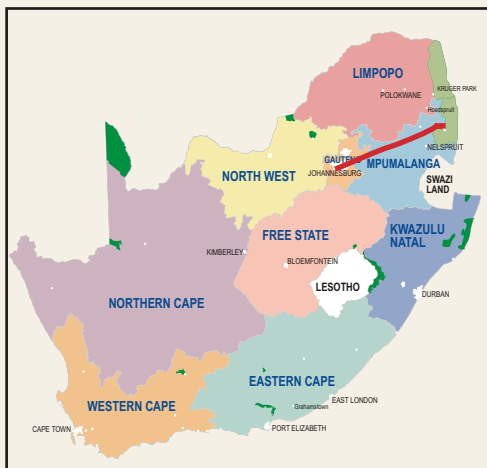 LIMPOPO
POLOKWANE
KRUGER PARK
Hoedspruit
NELSPRUIT
GAUTENG
MPUMALANGA
JOHANNESBURG
NORTH WEST
SWAZI
LAND
KWAZULU
NATAL
FREE STATE
KIMBERLEY
BLOEMFONTEIN
LESOTHO
DURBAN
NORTHERN CAPE
EASTERN CAPE
WESTERN CAPE
EAST LONDON
Grahamstown
PORT ELIZABETH
CAPE TOWN